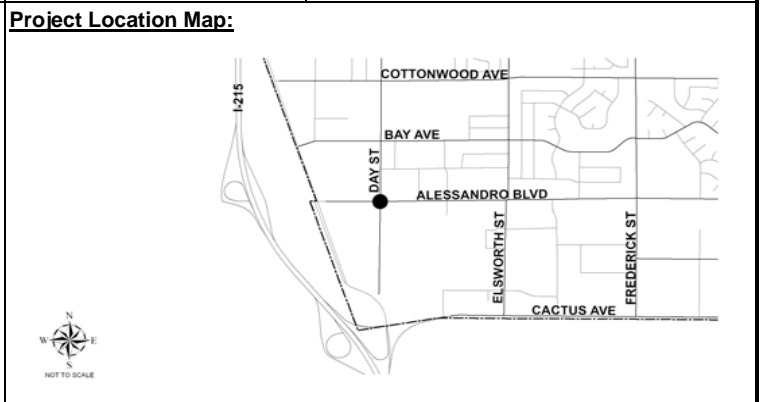 Project Location Map:
COTTONWOOD AVE
I-215
BAY AVE
DAY ST
ALESSANDRO BLVD
ELSWORTH ST
FREDERICK ST
CACTUS AVE
N
W E
S
NOT TO SCALE